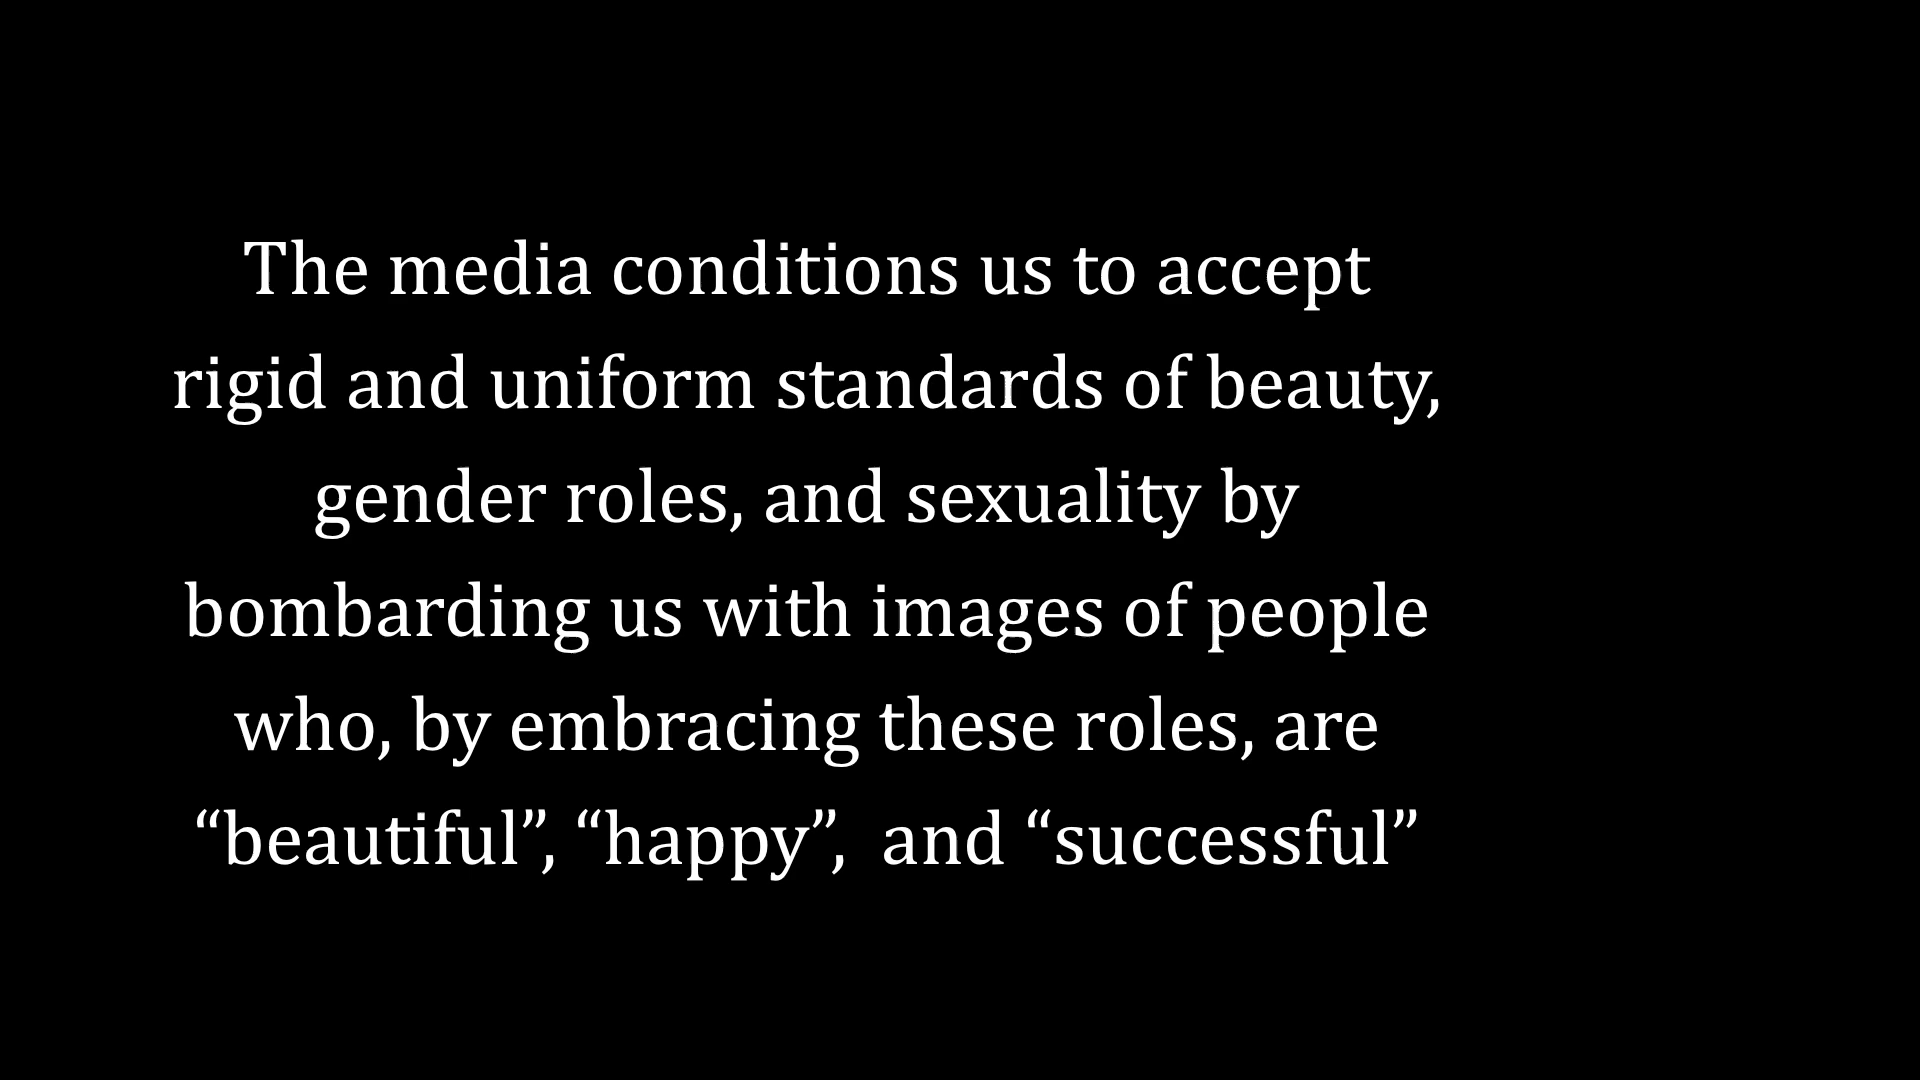 The media conditions us to accept
rigid and uniform standards of beauty,
gender roles, and sexuality by
bombarding us with images of people
who, by embracing these roles, are
“beautiful”, “happy”,  and “successful”